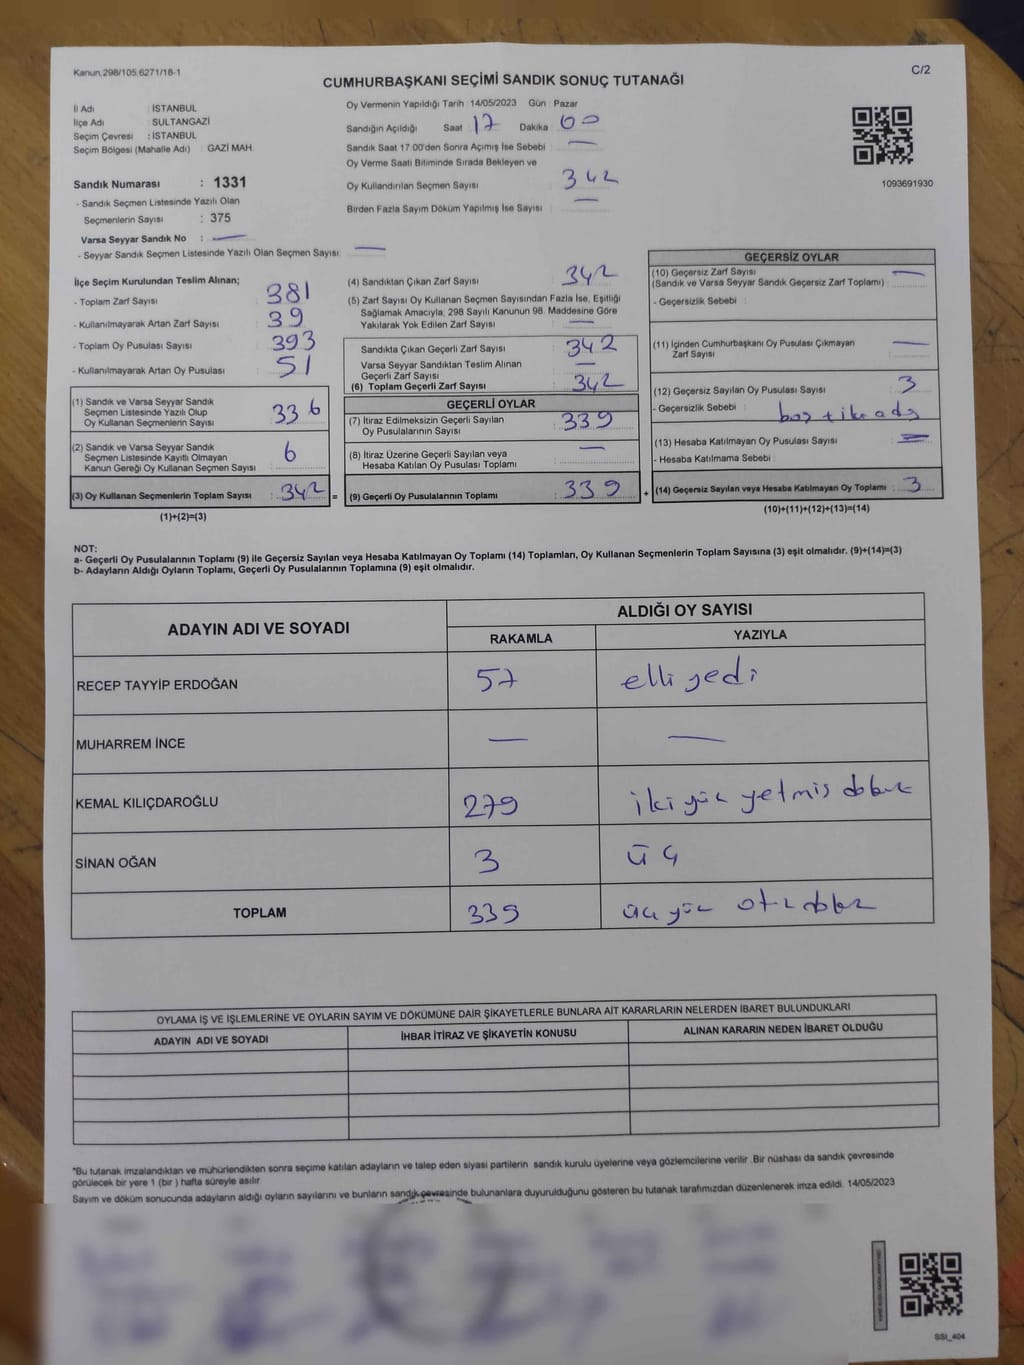 Kanun.298/105,6271/18-1
C/2
CUMHURBAŞKANI SEÇİMİ SANDIK SONUÇ TUTANAĞI
İl Adı : İSTANBUL
İlçe Adı : SULTANGAZİ
Seçim Çevresi : İSTANBUL
Seçim Bölgesi (Mahalle Adı) : GAZİ MAH.
Sandık Numarası : 1331
- Sandık Seçmen Listesinde Yazılı Olan
Seçmenlerin Sayısı : 375
Varsa Seyyar Sandık No : —
- Seyyar Sandık Seçmen Listesinde Yazılı Olan Seçmen Sayısı : —
Oy Vermenin Yapıldığı Tarih : 14/05/2023 Gün : Pazar
Sandığın Açıldığı Saat 17 Dakika 00
Sandık Saat 17:00'den Sonra Açımış İse Sebebi : —
Oy Verme Saati Bitiminde Sırada Bekleyen ve
Oy Kullandırılan Seçmen Sayısı : 342
Birden Fazla Sayım Döküm Yapılmış İse Sayısı : —
1093691930
İlçe Seçim Kurulundan Teslim Alınan;
- Toplam Zarf Sayısı : 381
- Kullanılmayarak Artan Zarf Sayısı : 39
- Toplam Oy Pusulası Sayısı : 393
- Kullanılmayarak Artan Oy Pusulası : 51
(1) Sandık ve Varsa Seyyar Sandık
Seçmen Listesinde Yazılı Olup
Oy Kullanan Seçmenlerin Sayısı : 336
(2) Sandık ve Varsa Seyyar Sandık
Seçmen Listesinde Kayıtlı Olmayan
Kanun Gereği Oy Kullanan Seçmen Sayısı : 6
(3) Oy Kullanan Seçmenlerin Toplam Sayısı : 342 =
(1)+(2)=(3)
(4) Sandıktan Çıkan Zarf Sayısı : 342
(5) Zarf Sayısı Oy Kullanan Seçmen Sayısından Fazla İse, Eşitliği
Sağlamak Amacıyla; 298 Sayılı Kanunun 98. Maddesine Göre
Yakılarak Yok Edilen Zarf Sayısı : —
Sandıkta Çıkan Geçerli Zarf Sayısı : 342
Varsa Seyyar Sandıktan Teslim Alınan
Geçerli Zarf Sayısı : —
(6) Toplam Geçerli Zarf Sayısı : 342
GEÇERLİ OYLAR
(7) İtiraz Edilmeksizin Geçerli Sayılan
Oy Pusulalarının Sayısı : 339
(8) İtiraz Üzerine Geçerli Sayılan veya
Hesaba Katılan Oy Pusulası Toplamı : —
(9) Geçerli Oy Pusulalarının Toplamı : 339 +
GEÇERSİZ OYLAR
(10) Geçersiz Zarf Sayısı : —
(Sandık ve Varsa Seyyar Sandık Geçersiz Zarf Toplamı)
- Geçersizlik Sebebi :
(11) İçinden Cumhurbaşkanı Oy Pusulası Çıkmayan
Zarf Sayısı : —
(12) Geçersiz Sayılan Oy Pusulası Sayısı : 3
- Geçersizlik Sebebi :
(13) Hesaba Katılmayan Oy Pusulası Sayısı : —
- Hesaba Katılmama Sebebi :
(14) Geçersiz Sayılan veya Hesaba Katılmayan Oy Toplamı : 3
(10)+(11)+(12)+(13)=(14)
NOT:
a- Geçerli Oy Pusulalarının Toplamı (9) ile Geçersiz Sayılan veya Hesaba Katılmayan Oy Toplamı (14) Toplamları, Oy Kullanan Seçmenlerin Toplam Sayısına (3) eşit olmalıdır. (9)+(14)=(3)
b- Adayların Aldığı Oyların Toplamı, Geçerli Oy Pusulalarının Toplamına (9) eşit olmalıdır.
ADAYIN ADI VE SOYADI
ALDIĞI OY SAYISI
RAKAMLA YAZIYLA
RECEP TAYYİP ERDOĞAN 57 elli yedi
MUHARREM İNCE — —
KEMAL KILIÇDAROĞLU 279 iki yüz yetmis dokuz
SİNAN OĞAN 3 üç
TOPLAM 339 üç yüz otuz dokuz
OYLAMA İŞ VE İŞLEMLERİNE VE OYLARIN SAYIM VE DÖKÜMÜNE DAİR ŞİKAYETLERLE BUNLARA AİT KARARLARIN NELERDEN İBARET BULUNDUKLARI
ADAYIN ADI VE SOYADI İHBAR İTİRAZ VE ŞİKAYETİN KONUSU ALINAN KARARIN NEDEN İBARET OLDUĞU
*Bu tutanak imzalandıktan ve mühürlendikten sonra seçime katılan adayların ve talep eden siyasi partilerin sandık kurulu üyelerine veya gözlemcilerine verilir .Bir nüshası da sandık çevresinde
görülecek bir yere 1 (bir ) hafta süreyle asılır
Sayım ve döküm sonucunda adayların aldığı oyların sayılarını ve bunların sandık çevresinde bulunanlara duyurulduğunu gösteren bu tutanak tarafımızdan düzenlenerek imza edildi. 14/05/2023
SSI_404